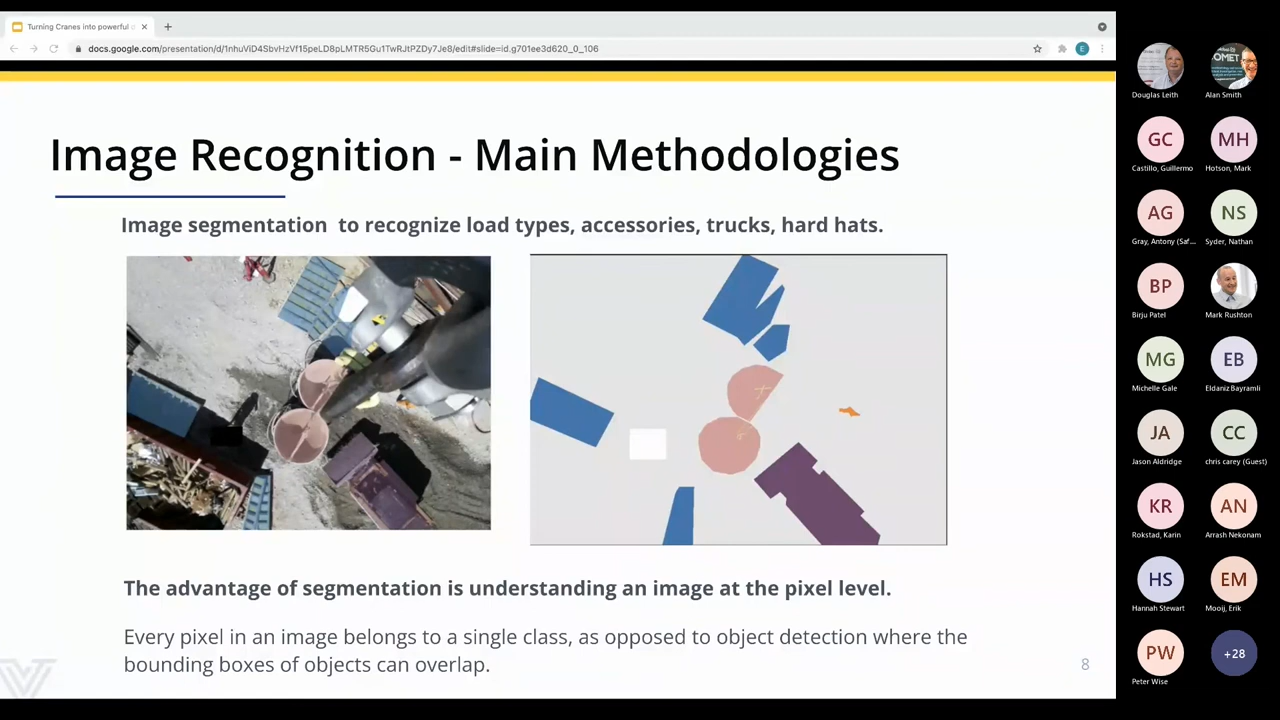 Turning Cranes into powerful
docs.google.com/presentation/d/1nhuViD4SbvHzVf15peLD8pLMTR5Gu1TwRJtPZDy7Je8/edit#slide=id.g701ee3d620_0_106
E
Image Recognition - Main Methodologies
Image segmentation to recognize load types, accessories, trucks, hard hats.
The advantage of segmentation is understanding an image at the pixel level.
Every pixel in an image belongs to a single class, as opposed to object detection where the
bounding boxes of objects can overlap.
8
OMET
Douglas Leith
Alan Smith
GC
MH
Castillo, Guillermo
Hotson, Mark
AG
NS
Gray, Antony (Saf...
Syder, Nathan
BP
Birju Patel
Mark Rushton
MG
EB
Michelle Gale
Eldaniz Bayramli
JA
CC
Jason Aldridge
chris carey (Guest)
KR
AN
Rokstad, Karin
Arrash Nekonam
HS
EM
Hannah Stewart
Mooij, Erik
PW
+28
Peter Wise